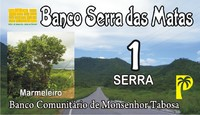 Banco Serra das Matas
1
SERRA
Marmeleiro
Banco Comunitário de Monsenhor Tabosa